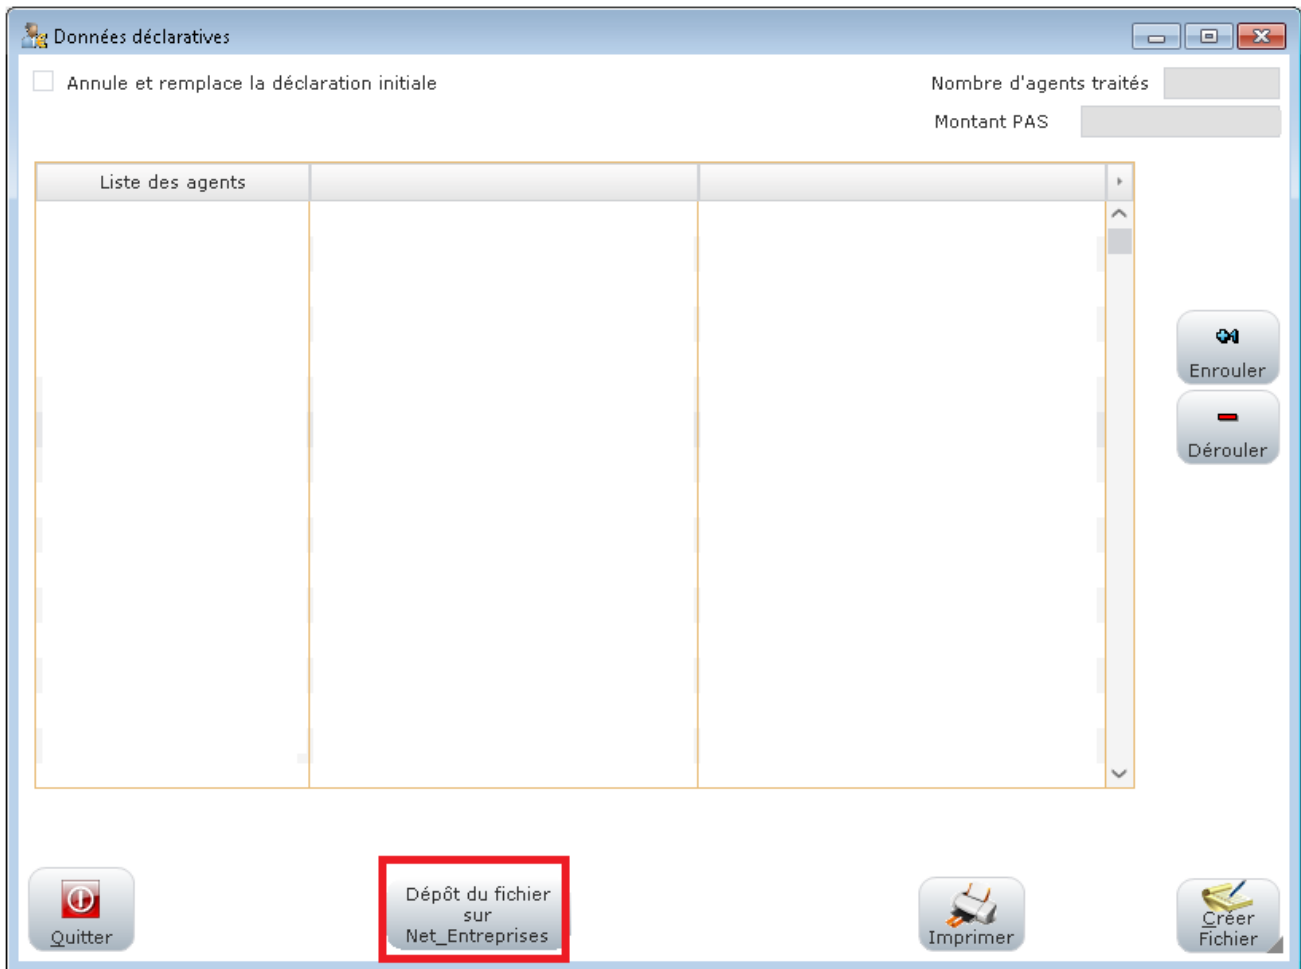 Données déclaratives
Annule et remplace la déclaration initiale
Nombre d'agents traités
Montant PAS
Liste des agents
Enrouler
Dérouler
Quitter
Dépôt du fichier
sur
Net_Entreprises
Imprimer
Créer
Fichier